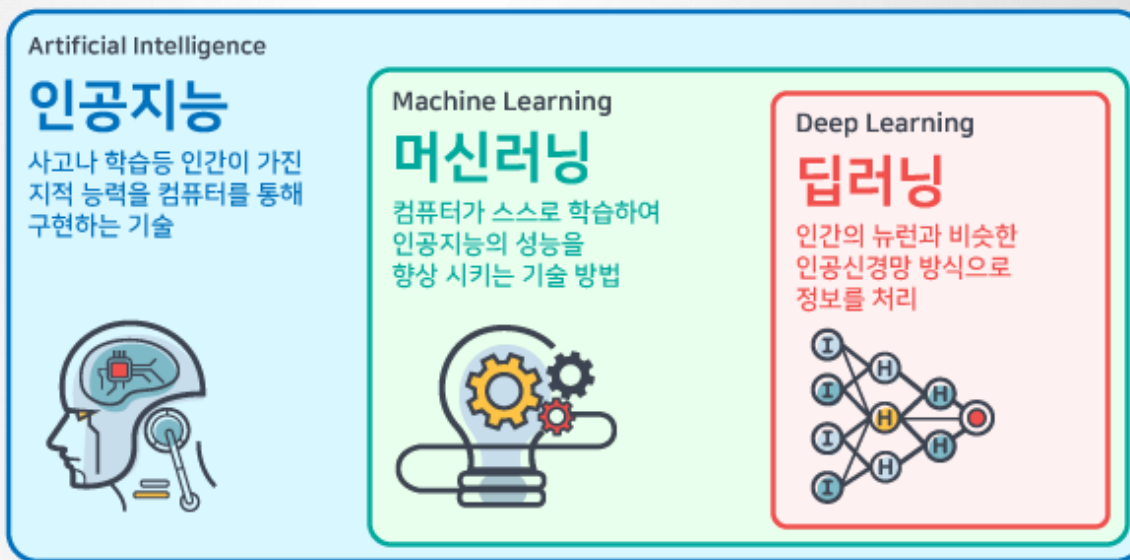 Artificial Intelligence
인공지능
사고나 학습등 인간이 가진
지적 능력을 컴퓨터를 통해
구현하는 기술
Machine Learning
머신러닝
컴퓨터가 스스로 학습하여
인공지능의 성능을
향상 시키는 기술 방법
Deep Learning
딥러닝
인간의 뉴런과 비슷한
인공신경망 방식으로
정보를 처리
I
H
I
H
H
I
H
H
I